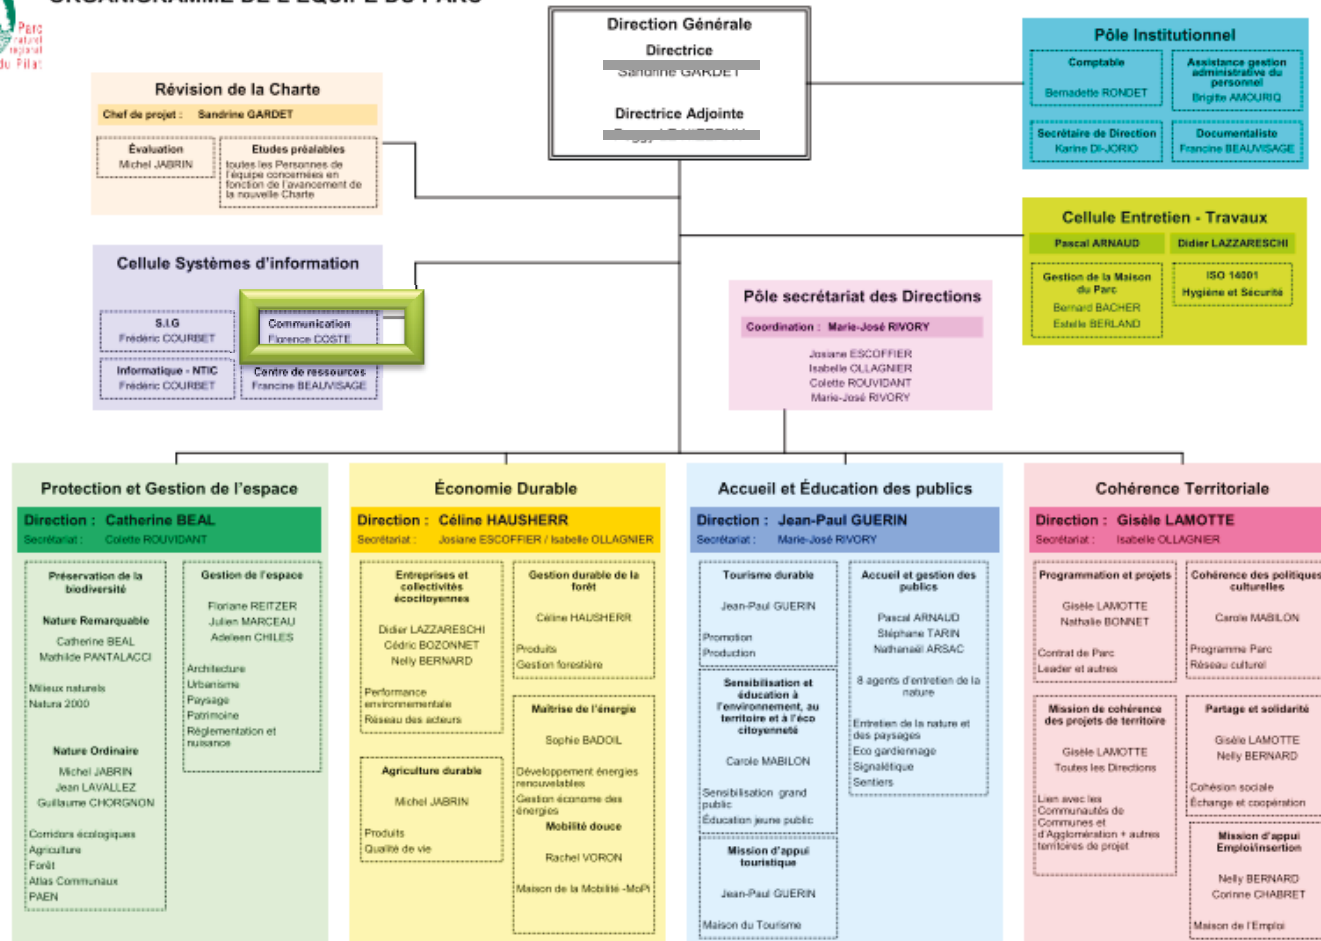 ORGANIGRAMME DE L'EQUIPE DU PARC
Parc
naturel
régional
du Pilat
Direction Générale
Directrice
Sandrine GARDET
Directrice Adjointe
Pôle Institutionnel
Comptable
Bernadette RONDET
Assistance gestion
administrative du
personnel
Brigitte AMOURIQ
Secrétaire de Direction
Karine DI-JORIO
Documentaliste
Francine BEAUVISAGE
Révision de la Charte
Chef de projet : Sandrine GARDET
Évaluation
Michel JABRIN
Etudes préalables
toutes les Personnes de
l'équipe concernées en
fonction de l'avancement de
la nouvelle Charte
Cellule Entretien - Travaux
Pascal ARNAUD
Didier LAZZARESCHI
Gestion de la Maison
du Parc
Bernard BACHER
Estelle BERLAND
ISO 14001
Hygiène et Sécurité
Cellule Systèmes d'information
S.I.G
Frédéric COURBET
Communication
Florence COSTE
Informatique - NTIC
Frédéric COURBET
Centre de ressources
Francine BEAUVISAGE
Pôle secrétariat des Directions
Coordination : Marie-José RIVORY
Josiane ESCOFFIER
Isabelle OLLAGNIER
Colette ROUVIDANT
Marie-José RIVORY
Protection et Gestion de l'espace
Direction : Catherine BEAL
Secrétariat : Colette ROUVIDANT
Préservation de la
biodiversité
Nature Remarquable
Catherine BEAL
Mathilde PANTALACCI
Milieux naturels
Natura 2000
Nature Ordinaire
Michel JABRIN
Jean LAVALLEZ
Guillaume CHORGNON
Corridors écologiques
Agriculture
Forêt
Atlas Communaux
PAEN
Gestion de l'espace
Floriane REITZER
Julien MARCEAU
Adeleen CHILES
Architecture
Urbanisme
Paysage
Patrimoine
Réglementation et
nuisance
Économie Durable
Direction : Céline HAUSHERR
Secrétariat : Josiane ESCOFFIER / Isabelle OLLAGNIER
Entreprises et
collectivités
écocitoyennes
Didier LAZZARESCHI
Cédric BOZONNET
Nelly BERNARD
Performance
environnementale
Réseau des acteurs
Agriculture durable
Michel JABRIN
Produits
Qualité de vie
Gestion durable de la
forêt
Céline HAUSHERR
Produits
Gestion forestière
Maîtrise de l'énergie
Sophie BADOIL
Développement énergies
renouvelables
Gestion économe des
énergies
Mobilité douce
Rachel VORON
Maison de la Mobilité -MoPi
Accueil et Éducation des publics
Direction : Jean-Paul GUERIN
Secrétariat : Marie-José RIVORY
Tourisme durable
Jean-Paul GUERIN
Promotion
Production
Sensibilisation et
éducation à
l'environnement, au
territoire et à l'éco
citoyenneté
Carole MABILON
Sensibilisation grand
public
Éducation jeune public
Mission d'appui
touristique
Jean-Paul GUERIN
Maison du Tourisme
Accueil et gestion des
publics
Pascal ARNAUD
Stéphane TARIN
Nathanaël ARSAC
8 agents d'entretien de la
nature
Entretien de la nature et
des paysages
Eco gardiennage
Signalétique
Sentiers
Cohérence Territoriale
Direction : Gisèle LAMOTTE
Secrétariat : Isabelle OLLAGNIER
Programmation et projets
Gisèle LAMOTTE
Nathalie BONNET
Contrat de Parc
Leader et autres
Mission de cohérence
des projets de territoire
Gisèle LAMOTTE
Toutes les Directions
Lien avec les
Communautés de
Communes et
d'Agglomération + autres
territoires de projet
Cohérence des politiques
culturelles
Carole MABILON
Programme Parc
Réseau culturel
Partage et solidarité
Gisèle LAMOTTE
Nelly BERNARD
Cohésion sociale
Échange et coopération
Mission d'appui
Emploi/insertion
Nelly BERNARD
Corinne CHABRET
Maison de l'Emploi